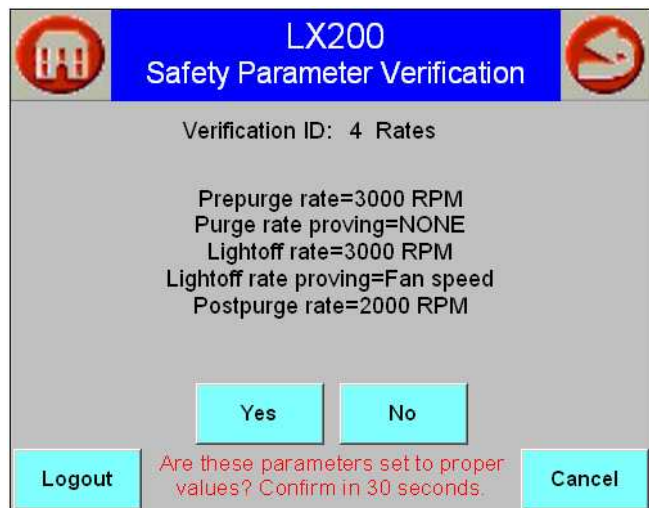 LX200
Safety Parameter Verification
Verification ID: 4 Rates
Prepurge rate=3000 RPM
Purge rate proving=NONE
Lightoff rate=3000 RPM
Lightoff rate proving=Fan speed
Postpurge rate=2000 RPM
Yes No
Are these parameters set to proper
values? Confirm in 30 seconds.
Logout Cancel